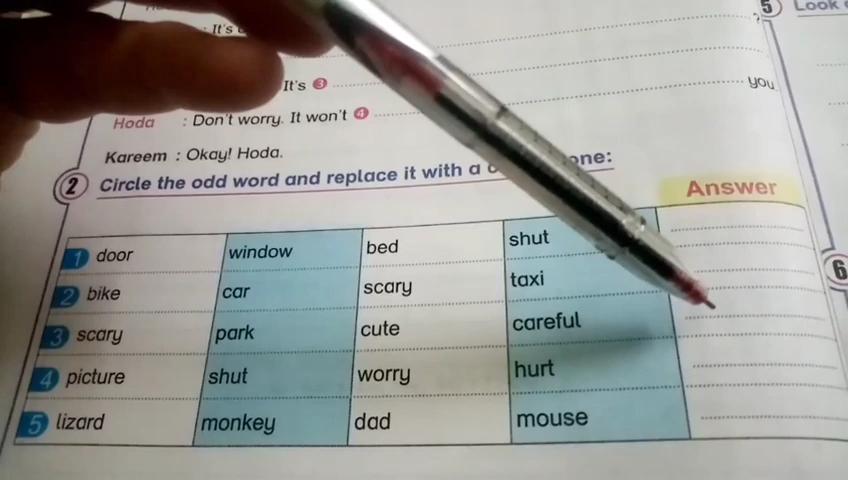 5 Look
: It's
It's 3
you
Hoda : Don't worry. It won't 4
Kareem : Okay! Hoda.
2 Circle the odd word and replace it with a one:
Answer
1 door window bed shut
2 bike car scary taxi
3 scary park cute careful
4 picture shut worry hurt
5 lizard monkey dad mouse
6